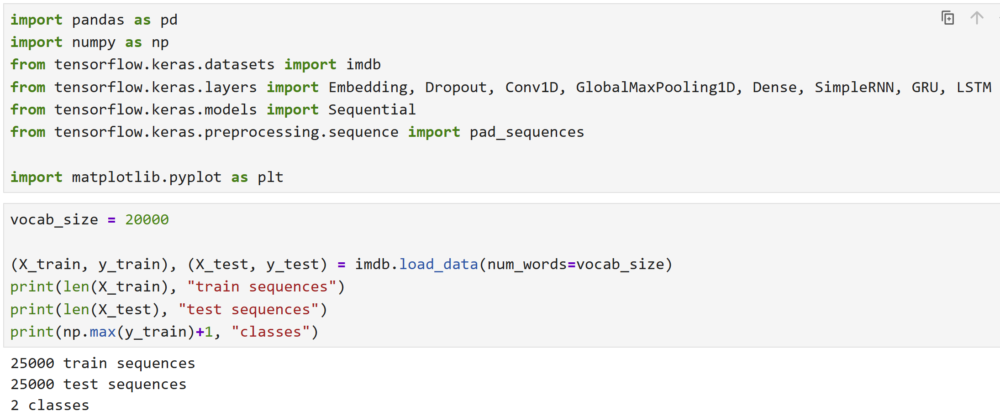 import pandas as pd
import numpy as np
from tensorflow.keras.datasets import imdb
from tensorflow.keras.layers import Embedding, Dropout, Conv1D, GlobalMaxPooling1D, Dense, SimpleRNN, GRU, LSTM
from tensorflow.keras.models import Sequential
from tensorflow.keras.preprocessing.sequence import pad_sequences

import matplotlib.pyplot as plt
vocab_size = 20000

(X_train, y_train), (X_test, y_test) = imdb.load_data(num_words=vocab_size)
print(len(X_train), "train sequences")
print(len(X_test), "test sequences")
print(np.max(y_train)+1, "classes")
25000 train sequences
25000 test sequences
2 classes